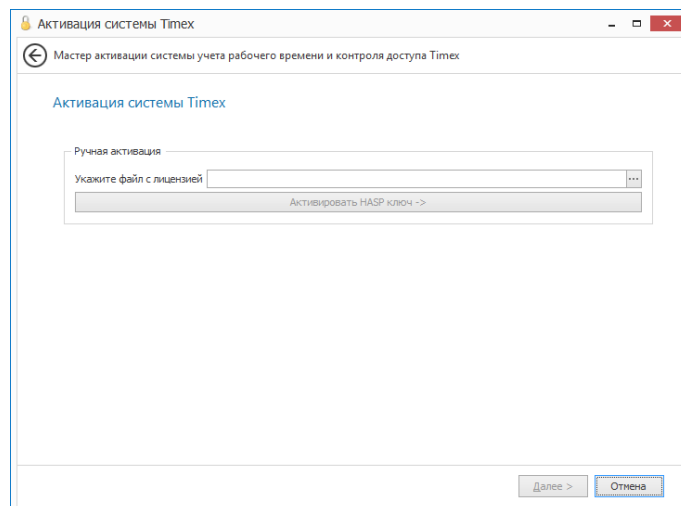 Активация системы Timex
Мастер активации системы учета рабочего времени и контроля доступа Timex
Активация системы Timex
Ручная активация
Укажите файл с лицензией
...
Активировать HASP ключ ->
Далее >
Отмена